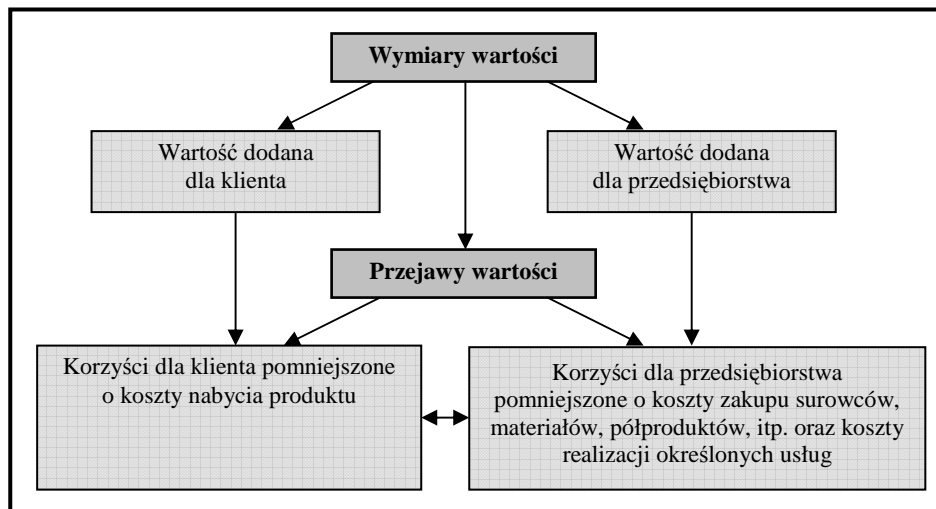 Wymiary wartości
Wartość dodana
dla klienta
Wartość dodana
dla przedsiębiorstwa
Przejawy wartości
Korzyści dla klienta pomniejszone
o koszty nabycia produktu
Korzyści dla przedsiębiorstwa
pomniejszone o koszty zakupu surowców,
materiałów, półproduktów, itp. oraz koszty
realizacji określonych usług